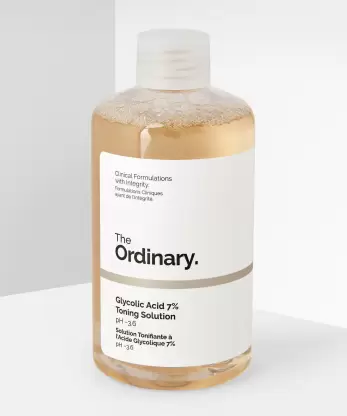 Clinical Formulations
with Integrity.
Formulations Cliniques
ayant de l'intégrité.
The
Ordinary.
Glycolic Acid 7%
Toning Solution
pH ~3.6
Solution Tonifiante à
l'Acide Glycolique 7%
pH ~3.6